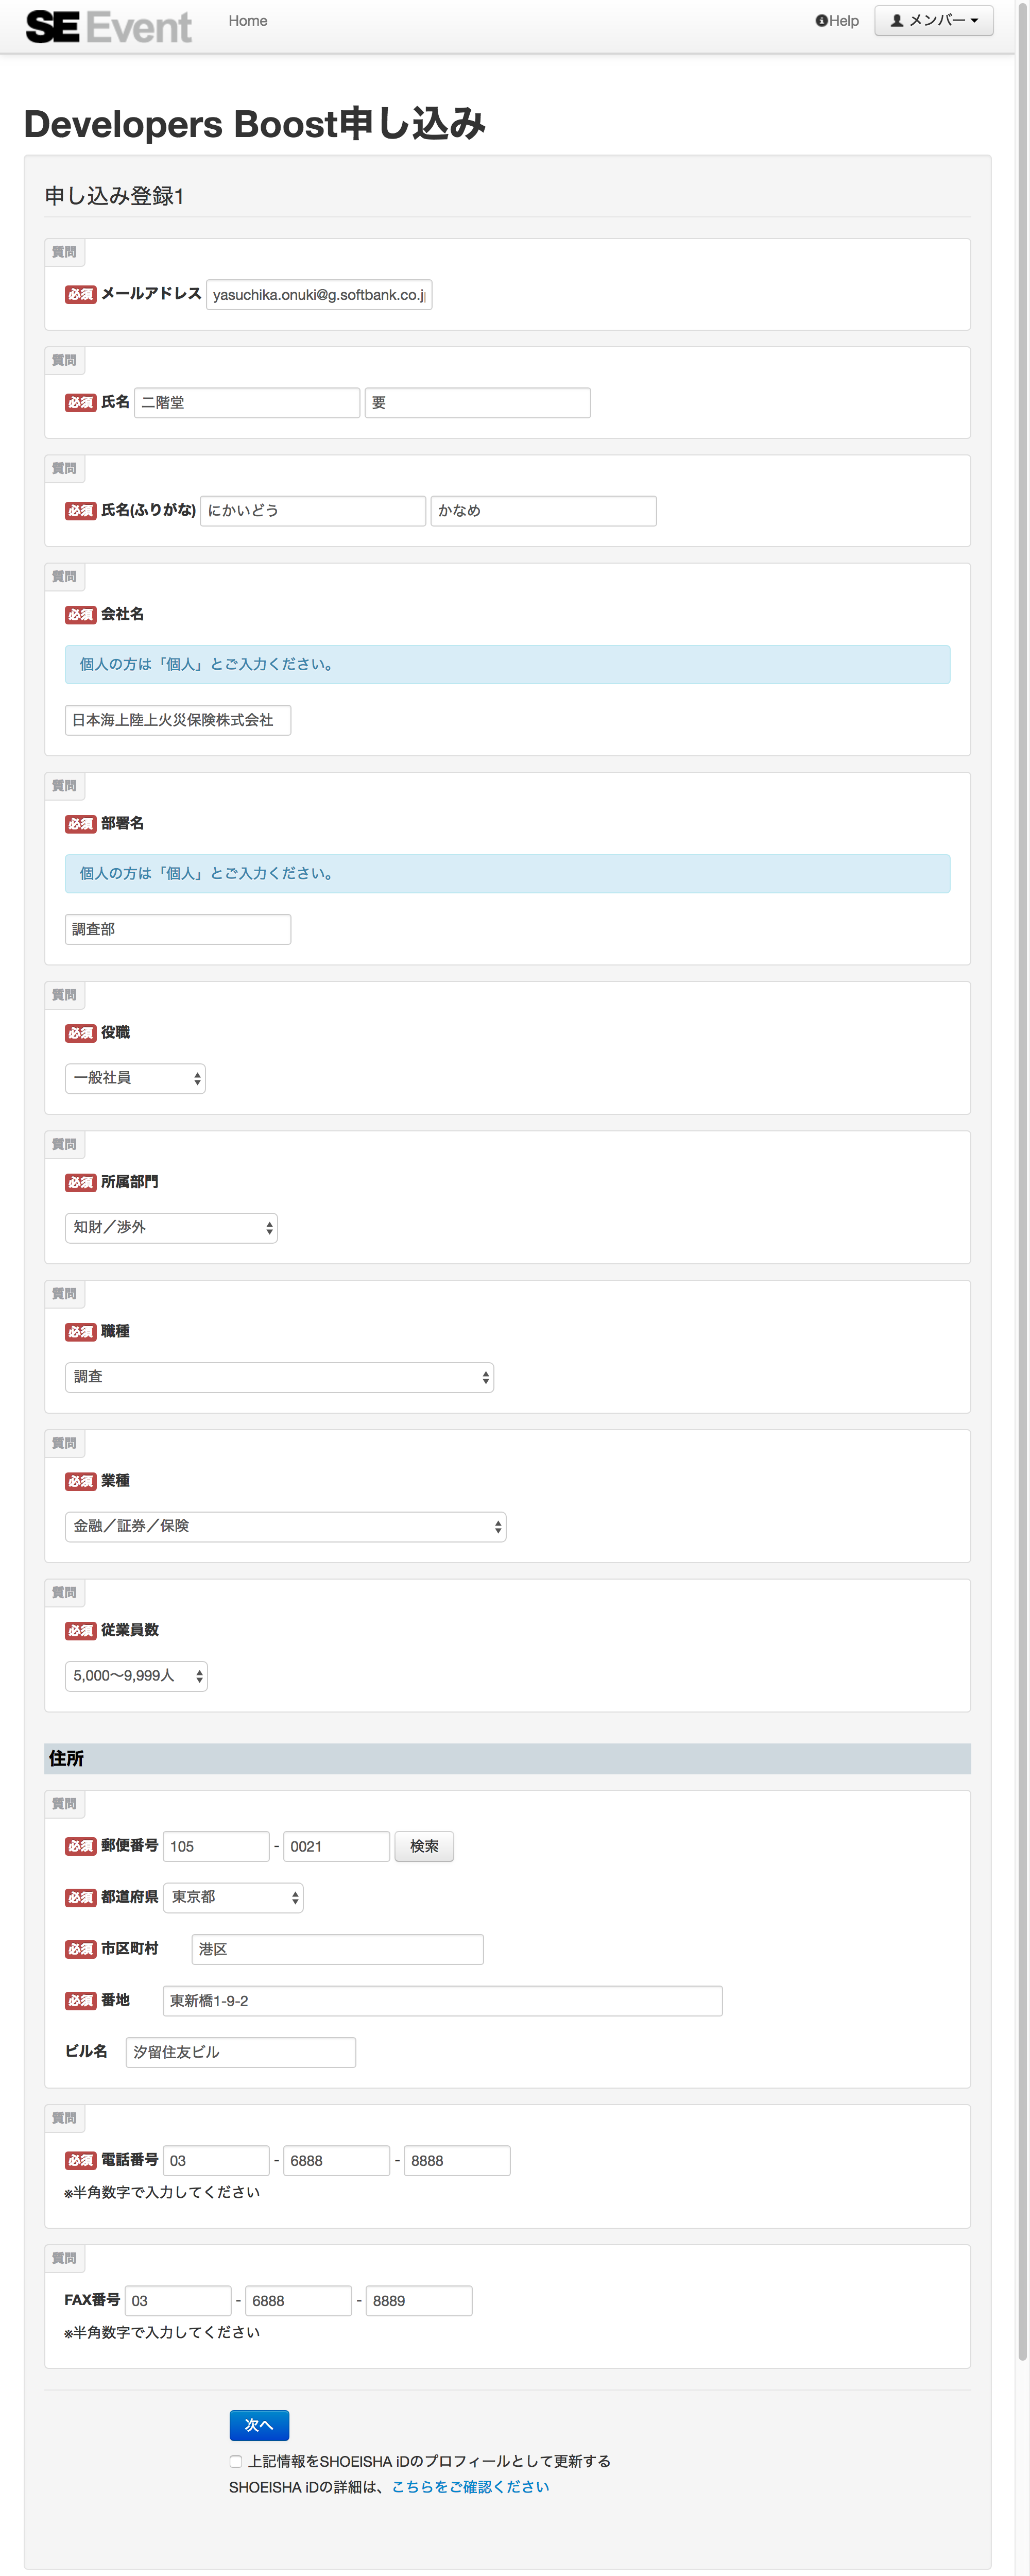 SE Event
Home
Help
メンバー
Developers Boost申し込み
申し込み登録1
質問
必須 メールアドレス yasuchika.onuki@g.softbank.co.j
質問
必須 氏名 二階堂 要
質問
必須 氏名(ふりがな) にかいどう かなめ
質問
必須 会社名
個人の方は「個人」とご入力ください。
日本海上陸上火災保険株式会社
質問
必須 部署名
個人の方は「個人」とご入力ください。
調査部
質問
必須 役職
一般社員
質問
必須 所属部門
知財／渉外
質問
必須 職種
調査
質問
必須 業種
金融／証券／保険
質問
必須 従業員数
5,000〜9,999人
住所
質問
必須 郵便番号 105 - 0021 検索
必須 都道府県 東京都
必須 市区町村 港区
必須 番地 東新橋1-9-2
ビル名 汐留住友ビル
質問
必須 電話番号 03 - 6888 - 8888
※半角数字で入力してください
質問
FAX番号 03 - 6888 - 8889
※半角数字で入力してください
次へ
上記情報をSHOEISHA iDのプロフィールとして更新する
SHOEISHA iDの詳細は、こちらをご確認ください